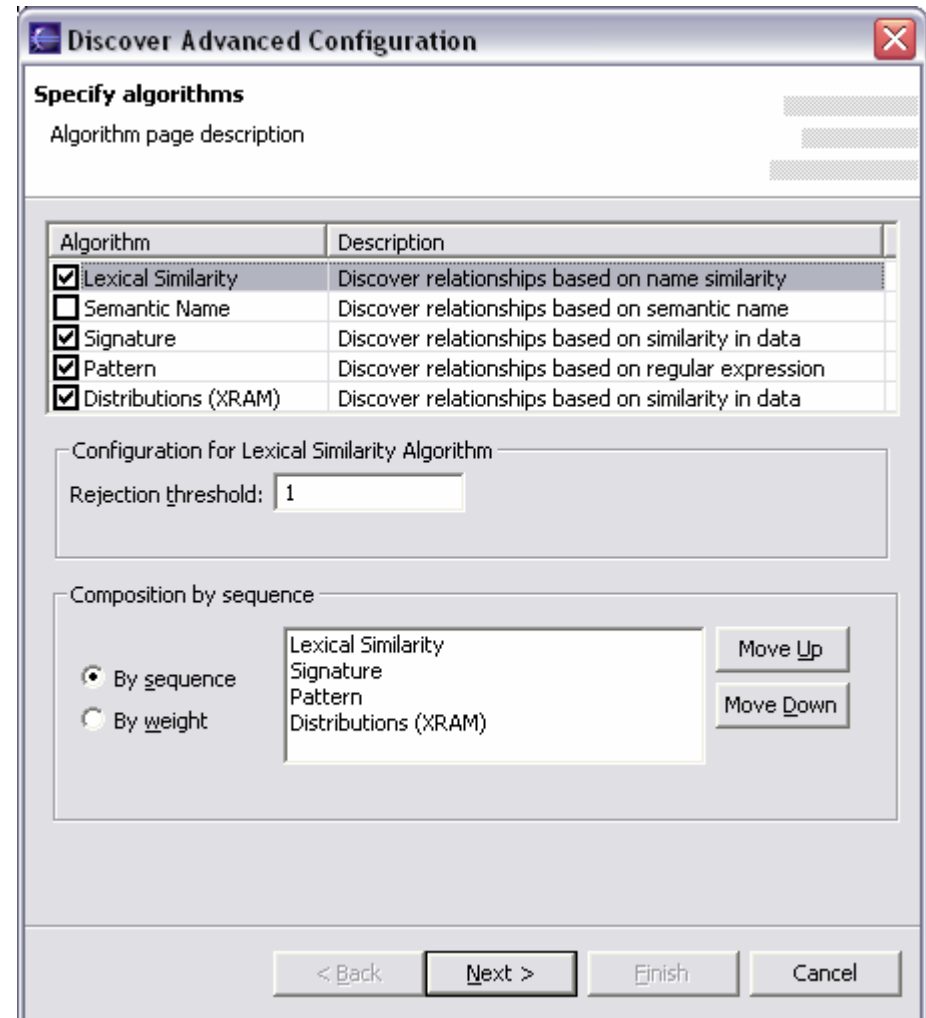 Discover Advanced Configuration
Specify algorithms
Algorithm page description
Algorithm Description
Lexical Similarity Discover relationships based on name similarity
Semantic Name Discover relationships based on semantic name
Signature Discover relationships based on similarity in data
Pattern Discover relationships based on regular expression
Distributions (XRAM) Discover relationships based on similarity in data
Configuration for Lexical Similarity Algorithm
Rejection threshold: 1
Composition by sequence
By sequence
By weight
Lexical Similarity
Signature
Pattern
Distributions (XRAM)
Move Up
Move Down
< Back Next > Finish Cancel